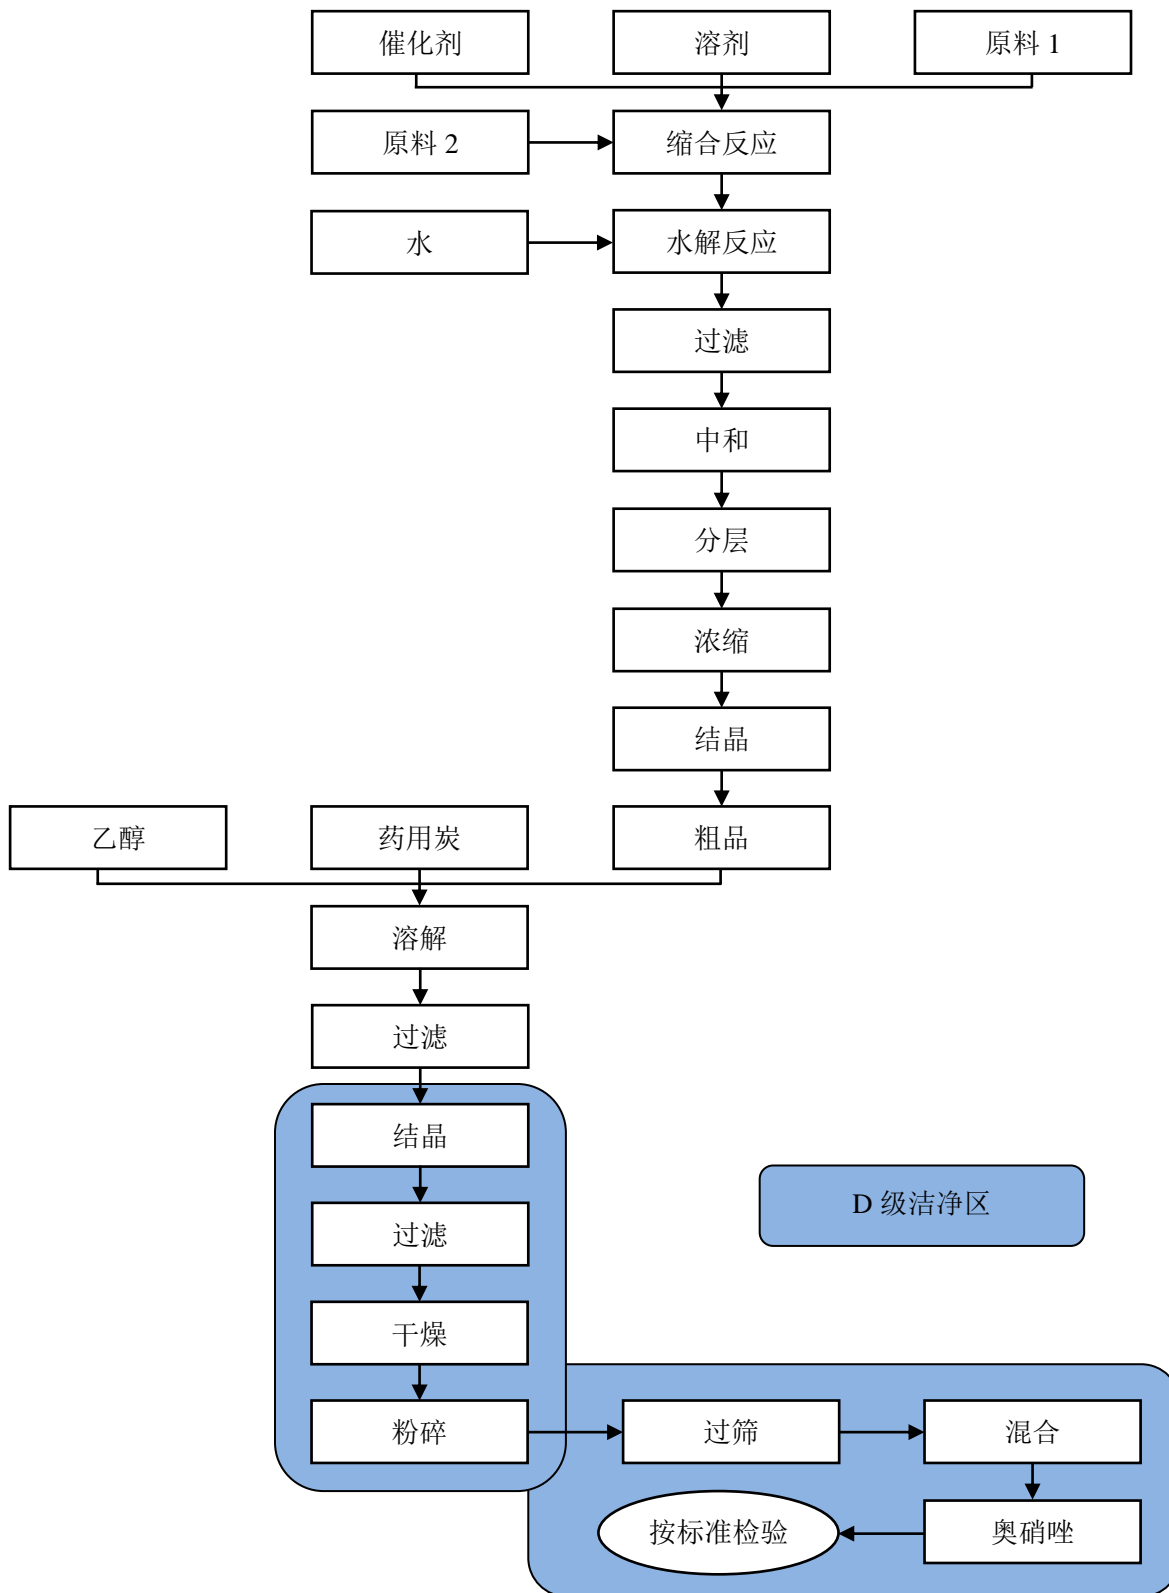 催化剂
溶剂
原料 1
原料 2
缩合反应
水
水解反应
过滤
中和
分层
浓缩
结晶
乙醇
药用炭
粗品
溶解
过滤
结晶
D 级洁净区
过滤
干燥
粉碎
过筛
混合
按标准检验
奥硝唑